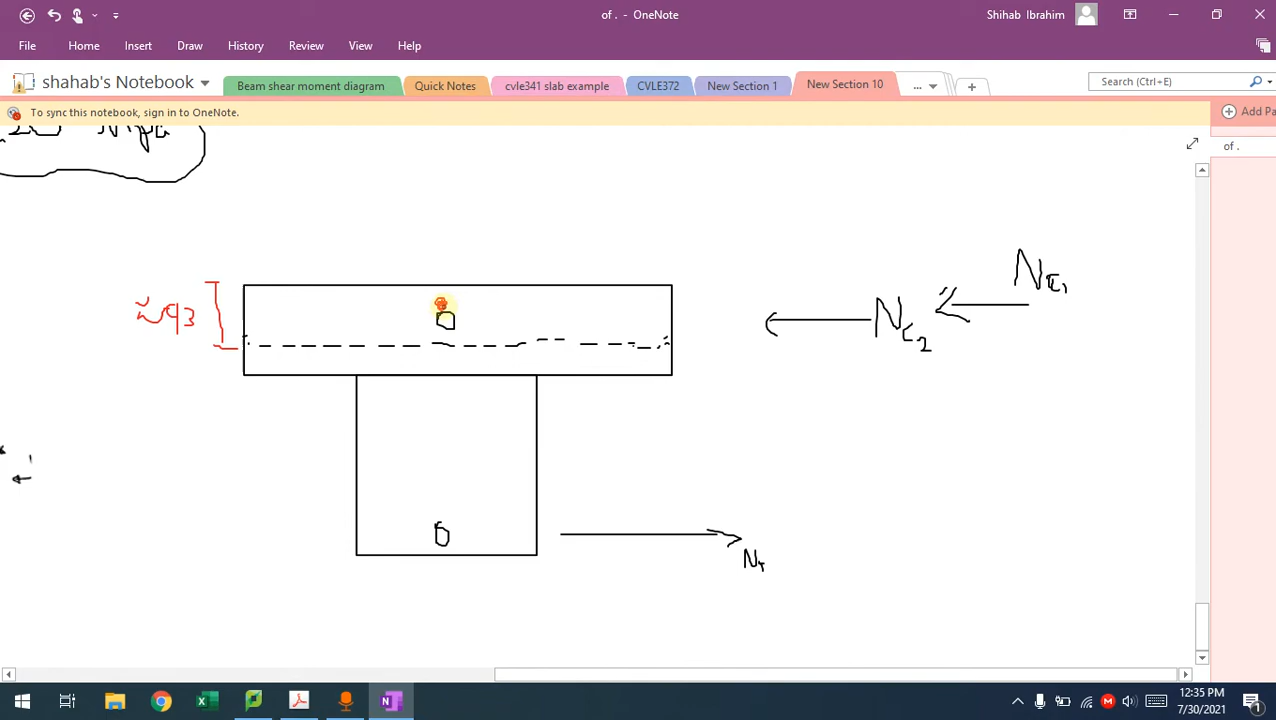 of . - OneNote
Shihab Ibrahim
File Home Insert Draw History Review View Help
shahab's Notebook
Beam shear moment diagram
Quick Notes
cvle341 slab example
CVLE372
New Section 1
New Section 10
...
+
Search (Ctrl+E)
To sync this notebook, sign in to OneNote.
Add Pa
of .
~93
12:35 PM
7/30/2021
1